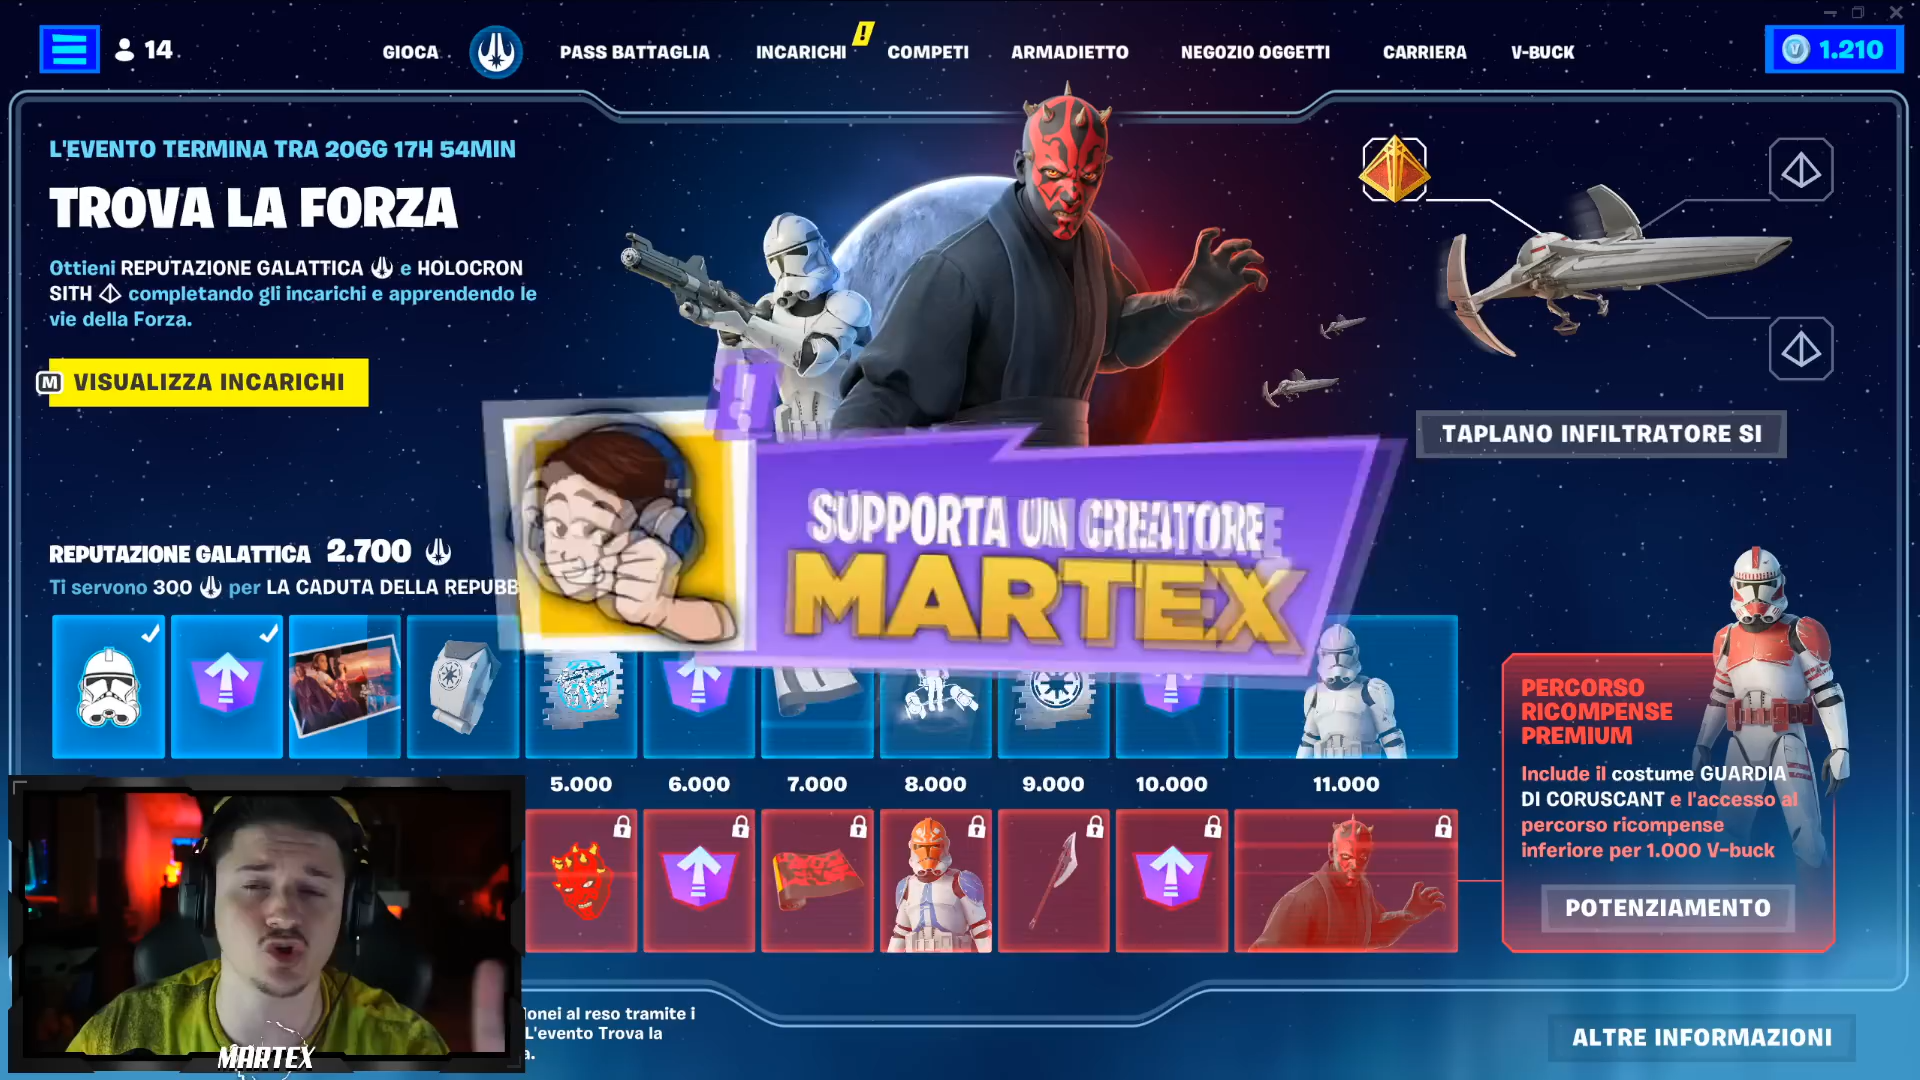 14
GIOCA
PASS BATTAGLIA
INCARICHI
!
COMPETI
ARMADIETTO
NEGOZIO OGGETTI
CARRIERA
V-BUCK
V 1.210
L'EVENTO TERMINA TRA 20GG 17H 54MIN
TROVA LA FORZA
Ottieni REPUTAZIONE GALATTICA e HOLOCRON
SITH completando gli incarichi e apprendendo le
vie della Forza.
M VISUALIZZA INCARICHI
TAPLANO INFILTRATORE SI
!
SUPPORTA UN CREATORE
MARTEX
REPUTAZIONE GALATTICA 2.700
Ti servono 300 per LA CADUTA DELLA REPUBB
5.000
6.000
7.000
8.000
9.000
10.000
11.000
PERCORSO
RICOMPENSE
PREMIUM
Include il costume GUARDIA
DI CORUSCANT e l'accesso al
percorso ricompense
inferiore per 1.000 V-buck
POTENZIAMENTO
ionei al reso tramite i
L'evento Trova la
a.
MARTEX
ALTRE INFORMAZIONI